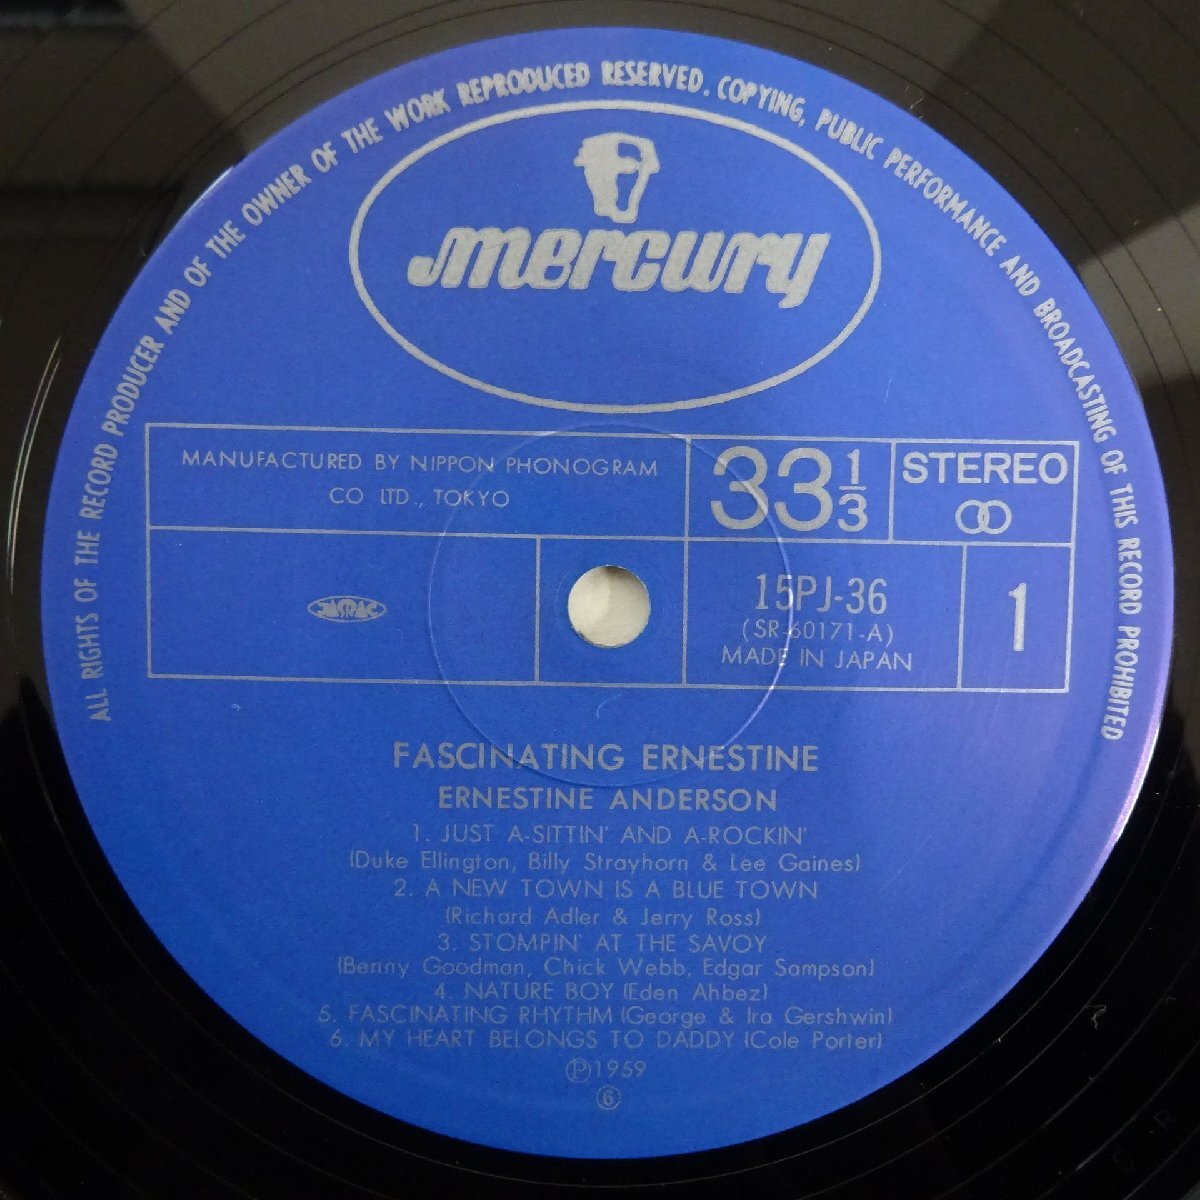 ALL RIGHTS OF THE RECORD PRODUCER AND OF THE OWNER OF THE WORK REPRODUCED RESERVED. COPYING, PUBLIC PERFORMANCE AND BROADCASTING OF THIS RECORD PROHIBITED
mercury
MANUFACTURED BY NIPPON PHONOGRAM
CO LTD., TOKYO
33 1/3
STEREO
JASRAC
15PJ-36
(SR-60171-A)
MADE IN JAPAN
1
FASCINATING ERNESTINE
ERNESTINE ANDERSON
1. JUST A-SITTIN' AND A-ROCKIN'
(Duke Ellington, Billy Strayhorn & Lee Gaines)
2. A NEW TOWN IS A BLUE TOWN
(Richard Adler & Jerry Ross)
3. STOMPIN' AT THE SAVOY
(Benny Goodman, Chick Webb, Edgar Sampson)
4. NATURE BOY (Eden Ahbez)
5. FASCINATING RHYTHM (George & Ira Gershwin)
6. MY HEART BELONGS TO DADDY (Cole Porter)
Ⓟ1959
⑥